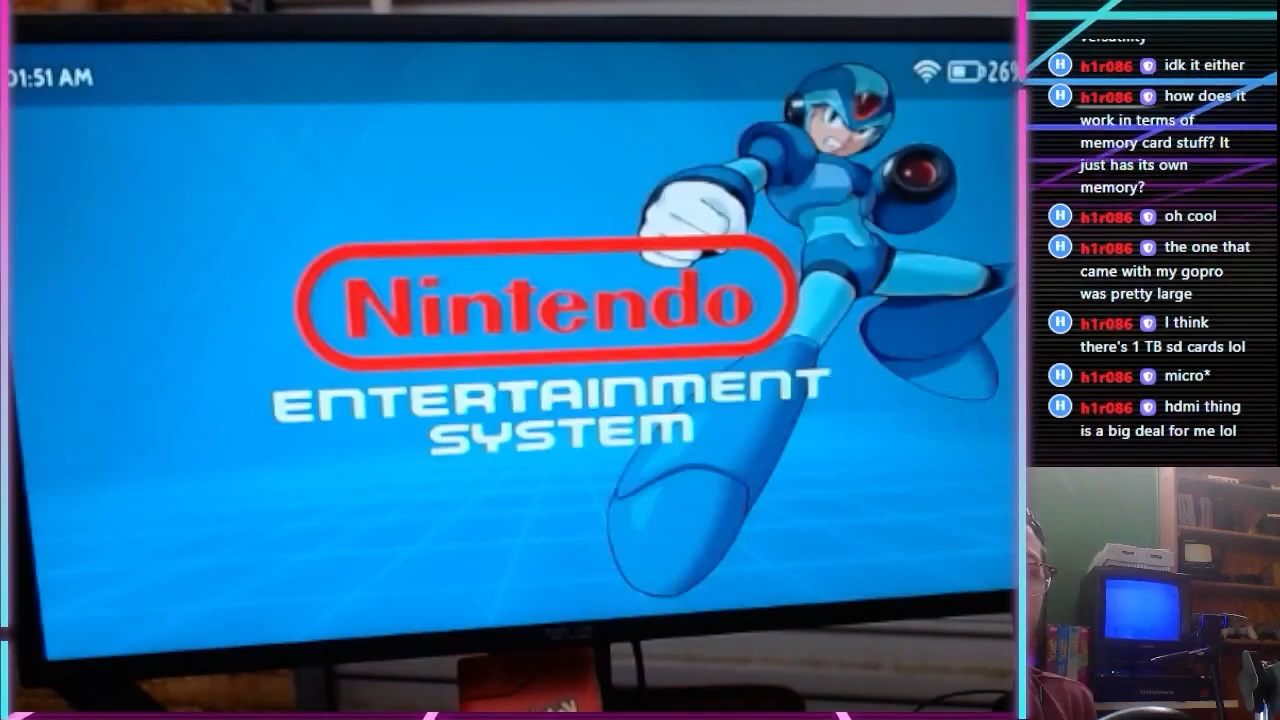 01:51 AM
26%
Nintendo
ENTERTAINMENT
SYSTEM
versatility
h1r086 idk it either
h1r086 how does it
work in terms of
memory card stuff? It
just has its own
memory?
h1r086 oh cool
h1r086 the one that
came with my gopro
was pretty large
h1r086 I think
there's 1 TB sd cards lol
h1r086 micro*
h1r086 hdmi thing
is a big deal for me lol